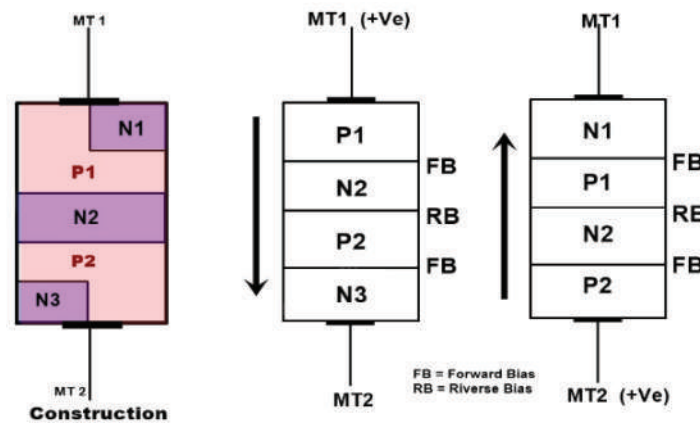 MT 1
N1
P1
N2
P2
N3
MT 2
Construction
MT1 (+Ve)
P1
FB
N2
RB
P2
FB
N3
MT2
FB = Forward Bias
RB = Riverse Bias
MT1
N1
FB
P1
RB
N2
FB
P2
MT2 (+Ve)